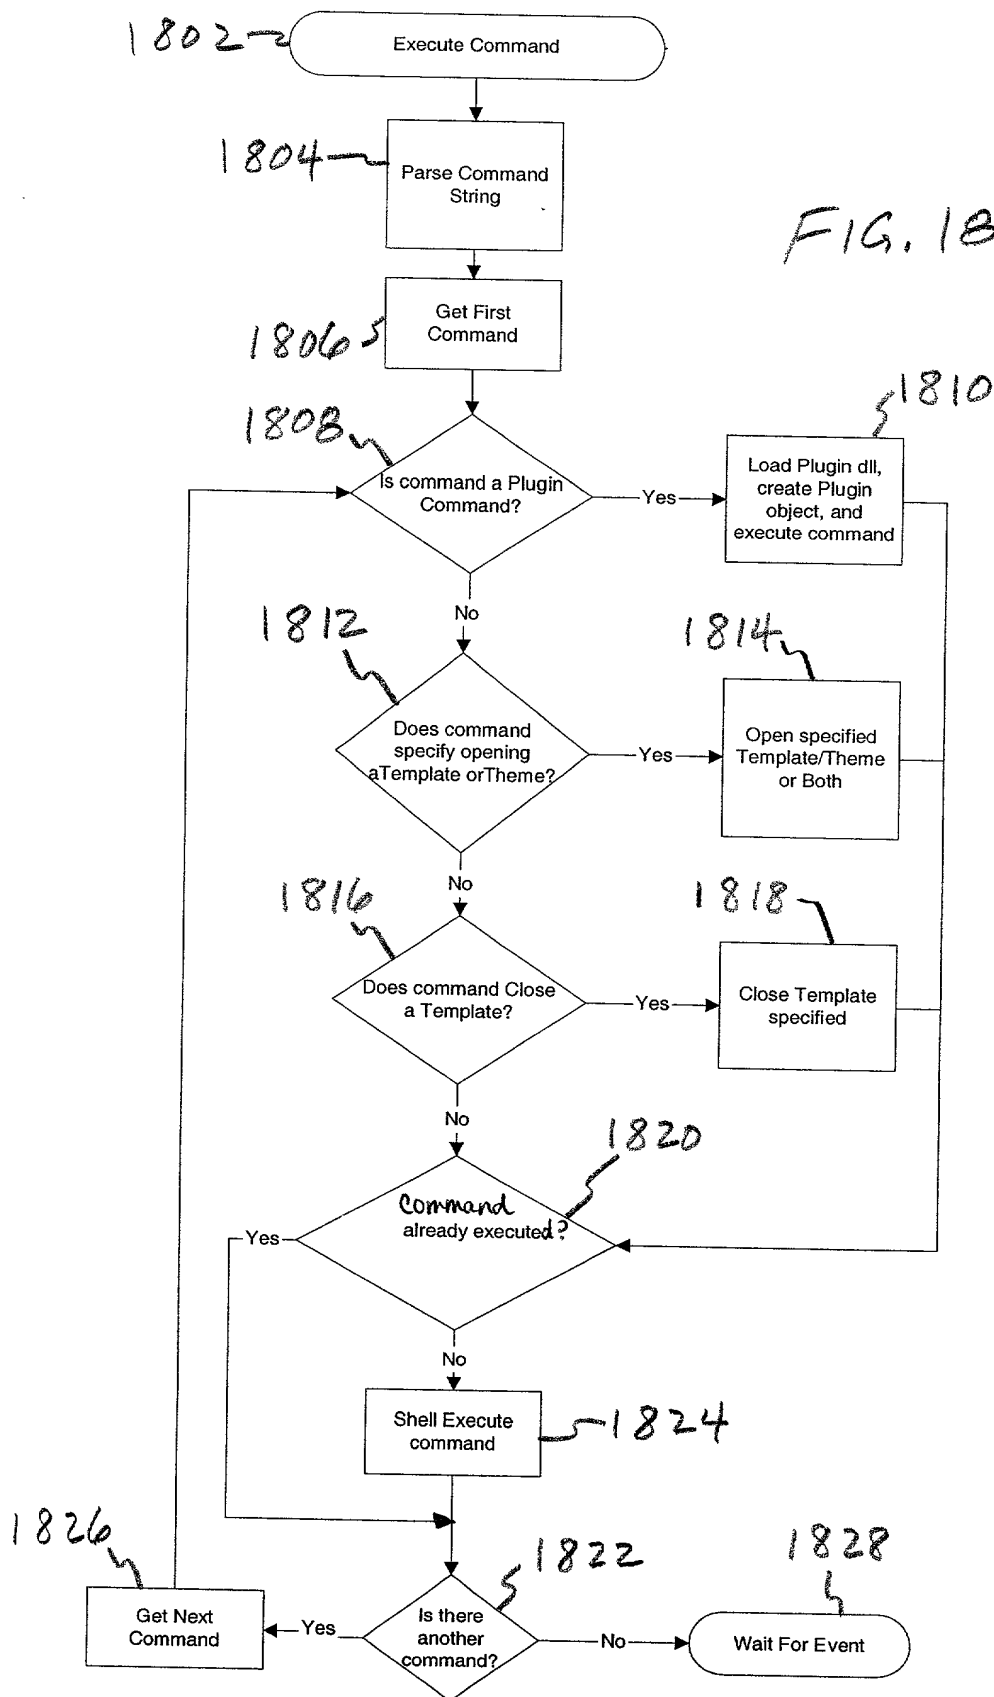 1802
Execute Command
1804
Parse Command
String
FIG. 18
Get First
Command
1806
1810
1808
Is command a Plugin
Command?
Yes
Load Plugin dll,
create Plugin
object, and
execute command
No
1812
1814
Does command
specify opening
aTemplate orTheme?
Yes
Open specified
Template/Theme
or Both
No
1816
1818
Does command Close
a Template?
Yes
Close Template
specified
No
1820
Command
already executed?
Yes
No
Shell Execute
command
1824
1826
1822
1828
Get Next
Command
Yes
Is there
another
command?
No
Wait For Event